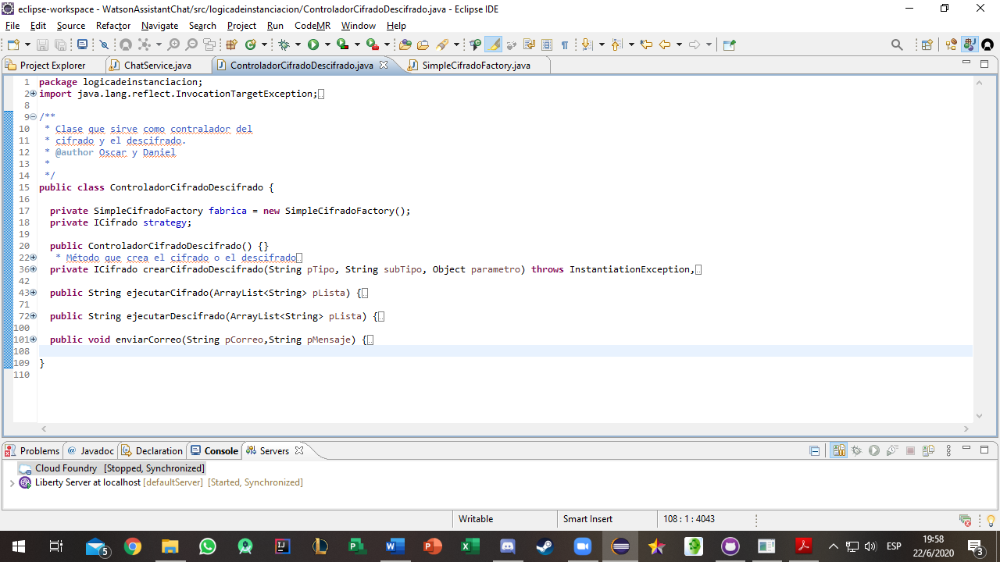 eclipse-workspace - WatsonAssistantChat/src/logicadeinstanciacion/ControladorCifradoDescifrado.java - Eclipse IDE
File Edit Source Refactor Navigate Search Project Run CodeMR Window Help
Project Explorer ChatService.java ControladorCifradoDescifrado.java SimpleCifradoFactory.java
1 package logicadeinstanciacion;
2 import java.lang.reflect.InvocationTargetException;
8
9 /**
10 * Clase que sirve como contralador del
11 * cifrado y el descifrado.
12 * @author Oscar y Daniel
13 *
14 */
15 public class ControladorCifradoDescifrado {
16
17 private SimpleCifradoFactory fabrica = new SimpleCifradoFactory();
18 private ICifrado strategy;
19
20 public ControladorCifradoDescifrado() {}
22 * Método que crea el cifrado o el descifrado
36 private ICifrado crearCifradoDescifrado(String pTipo, String subTipo, Object parametro) throws InstantiationException,
42
43 public String ejecutarCifrado(ArrayList<String> pLista) {
71
72 public String ejecutarDescifrado(ArrayList<String> pLista) {
100
101 public void enviarCorreo(String pCorreo,String pMensaje) {
108
109 }
110
Problems @ Javadoc Declaration Console Servers
Cloud Foundry [Stopped, Synchronized]
Liberty Server at localhost [defaultServer] [Started, Synchronized]
Writable Smart Insert 108 : 1 : 4043
5 ESP 19:58
22/6/2020 3